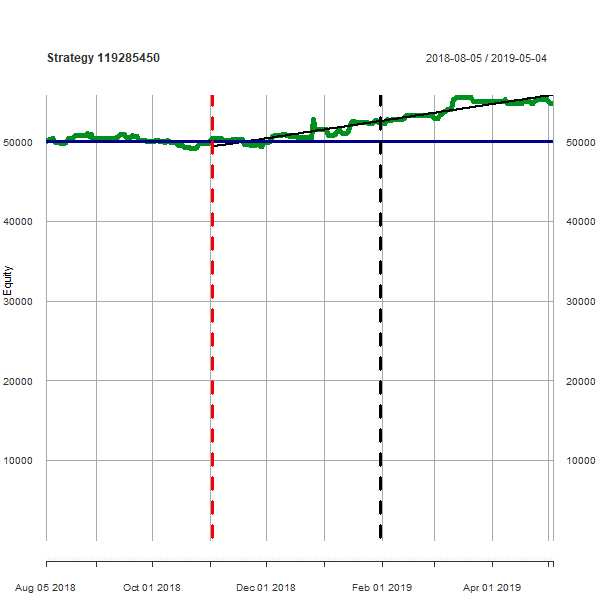 Strategy 119285450
2018-08-05 / 2019-05-04
50000
50000
40000
40000
Equity
30000
30000
20000
20000
10000
10000
Aug 05 2018
Oct 01 2018
Dec 01 2018
Feb 01 2019
Apr 01 2019